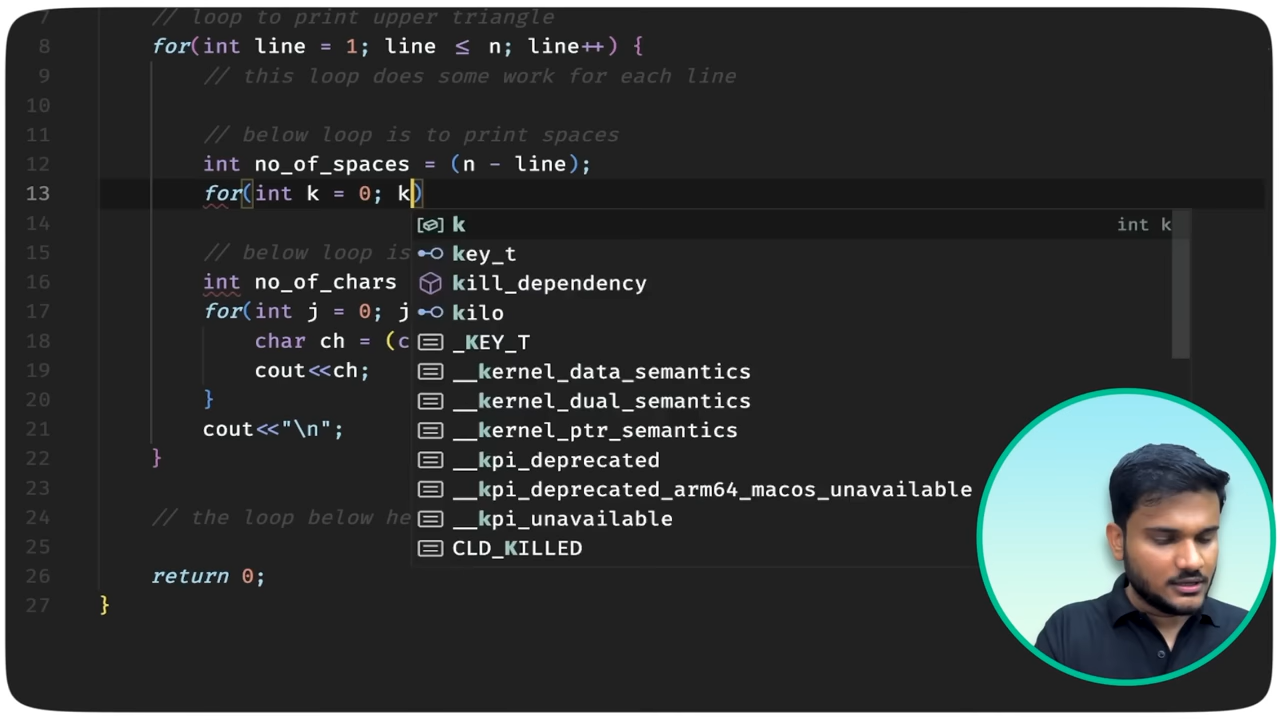 7 // loop to print upper triangle
8 for(int line = 1; line ≤ n; line++) {
9 // this loop does some work for each line
10
11 // below loop is to print spaces
12 int no_of_spaces = (n - line);
13 for(int k = 0; k)
k int k
14
key_t
15 // below loop is
kill_dependency
16 int no_of_chars
kilo
17 for(int j = 0; j
_KEY_T
18 char ch = (c
__kernel_data_semantics
19 cout<<ch;
__kernel_dual_semantics
20 }
__kernel_ptr_semantics
21 cout<<"\n";
__kpi_deprecated
22 }
__kpi_deprecated_arm64_macos_unavailable
23
__kpi_unavailable
24 // the loop below he
CLD_KILLED
25
26 return 0;
27 }